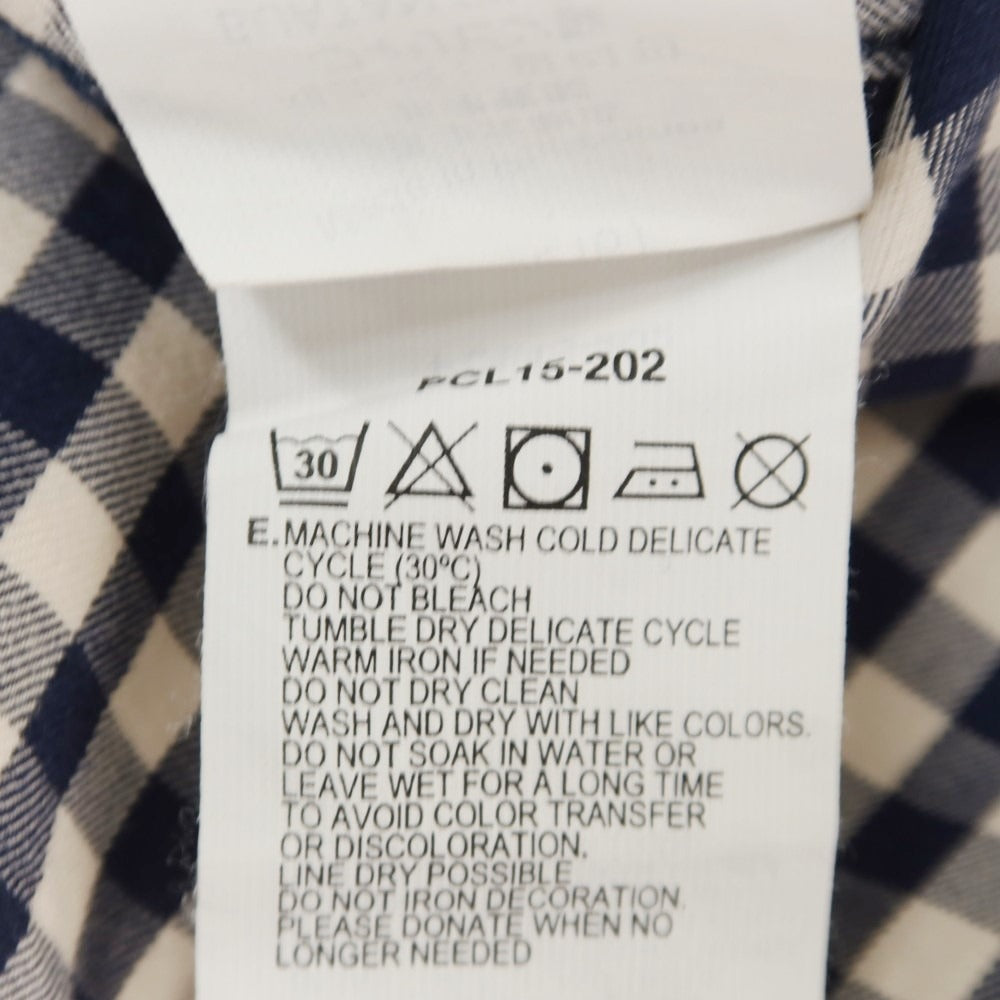 PCL15-202
30
E.MACHINE WASH COLD DELICATE
CYCLE (30ºC)
DO NOT BLEACH
TUMBLE DRY DELICATE CYCLE
WARM IRON IF NEEDED
DO NOT DRY CLEAN
WASH AND DRY WITH LIKE COLORS.
DO NOT SOAK IN WATER OR
LEAVE WET FOR A LONG TIME
TO AVOID COLOR TRANSFER
OR DISCOLORATION.
LINE DRY POSSIBLE
DO NOT IRON DECORATION.
PLEASE DONATE WHEN NO
LONGER NEEDED